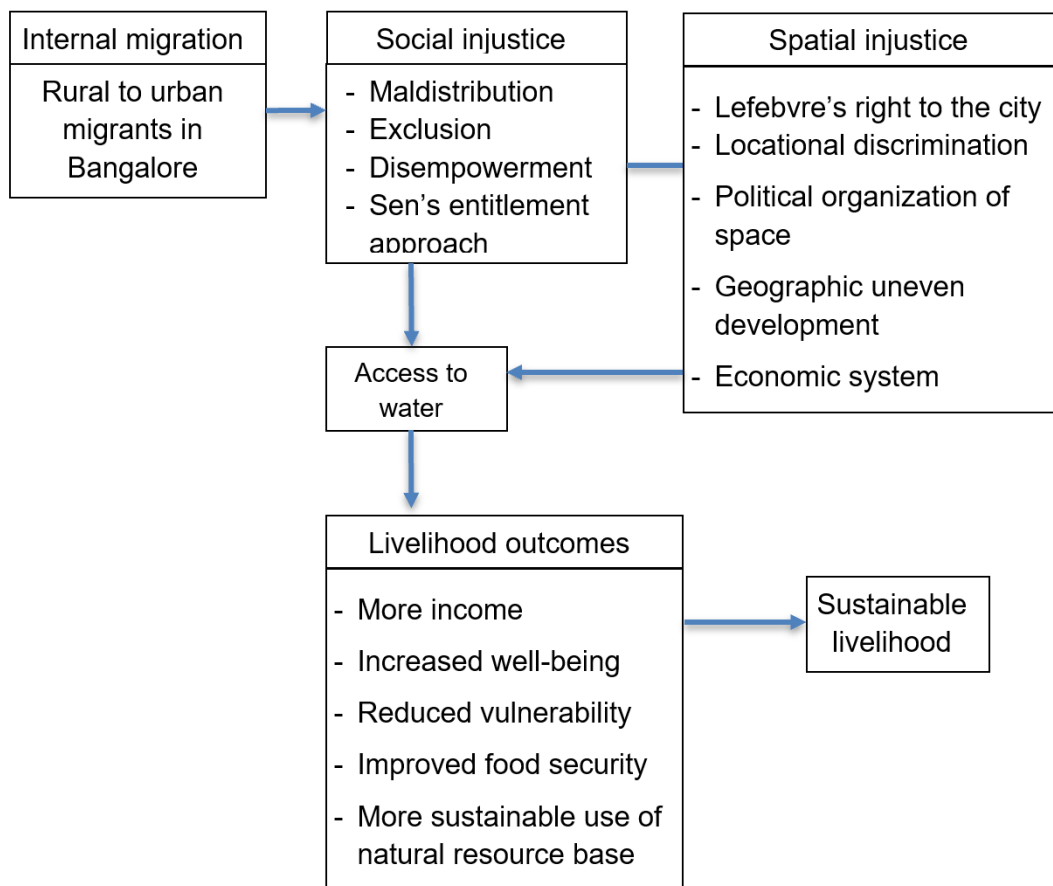 Internal migration
Rural to urban
migrants in
Bangalore
Social injustice
- Maldistribution
- Exclusion
- Disempowerment
- Sen’s entitlement
approach
Spatial injustice
- Lefebvre’s right to the city
- Locational discrimination
- Political organization of
space
- Geographic uneven
development
- Economic system
Access to
water
Livelihood outcomes
- More income
- Increased well-being
- Reduced vulnerability
- Improved food security
- More sustainable use of
natural resource base
Sustainable
livelihood